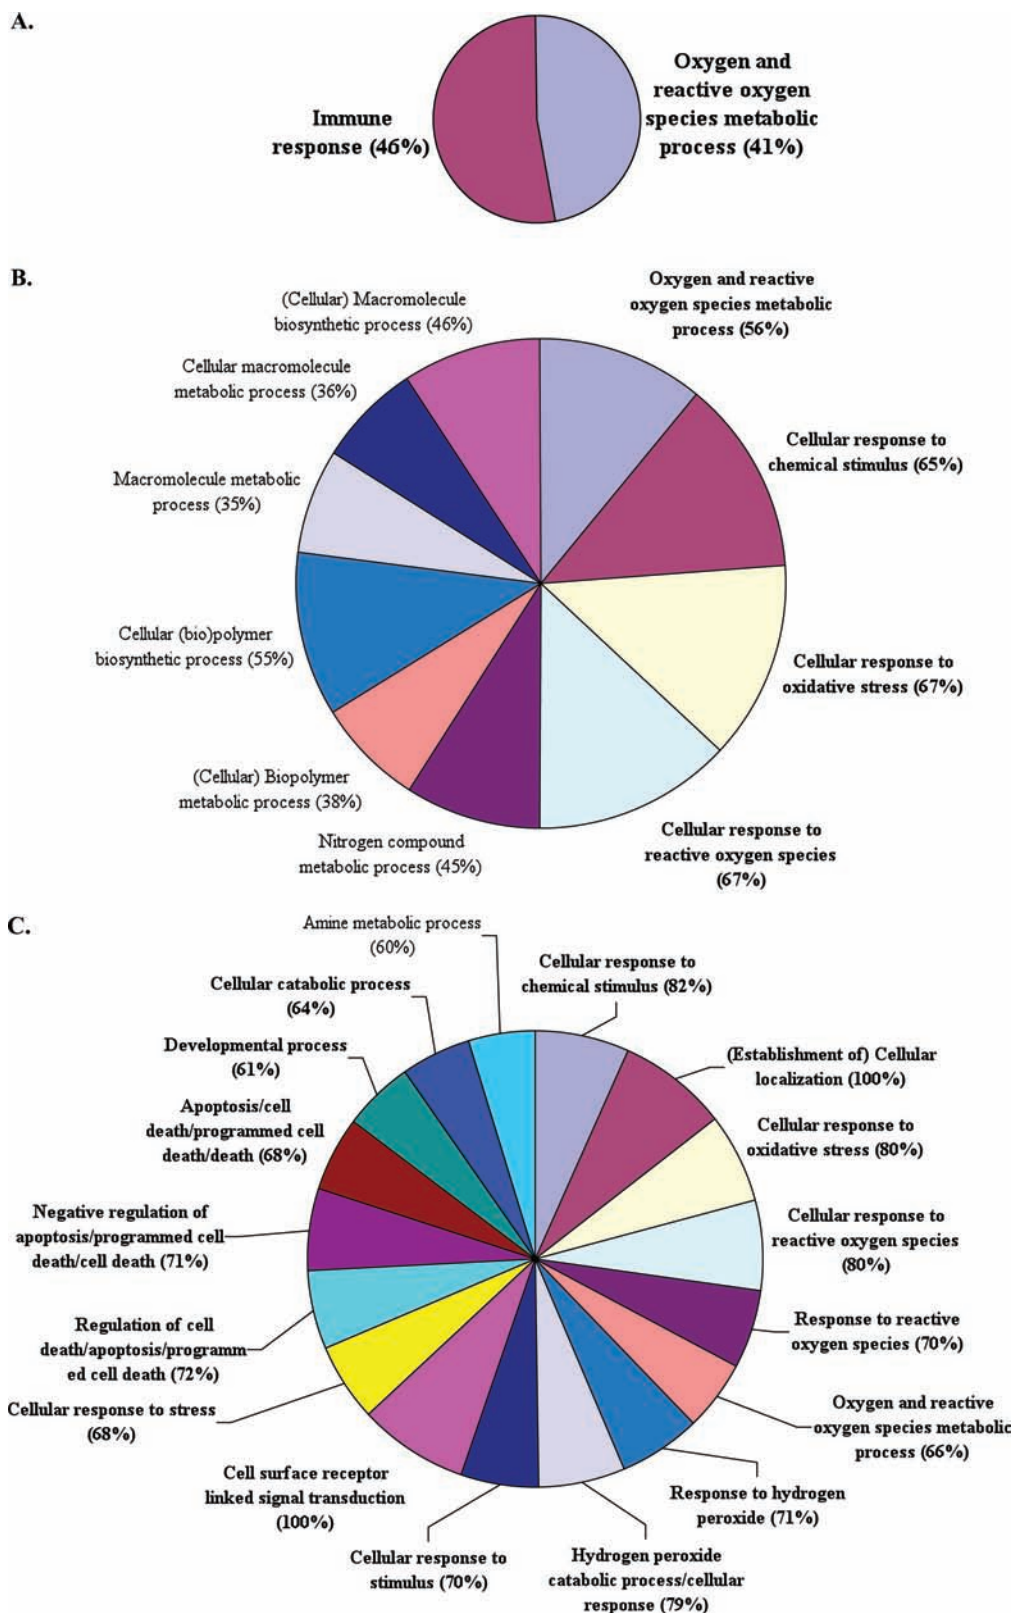 A.
Immune
response (46%)
Oxygen and
reactive oxygen
species metabolic
process (41%)
B.
(Cellular) Macromolecule
biosynthetic process (46%)
Oxygen and reactive
oxygen species metabolic
process (56%)
Cellular macromolecule
metabolic process (36%)
Cellular response to
chemical stimulus (65%)
Macromolecule metabolic
process (35%)
Cellular (bio)polymer
biosynthetic process (55%)
Cellular response to
oxidative stress (67%)
(Cellular) Biopolymer
metabolic process (38%)
Nitrogen compound
metabolic process (45%)
Cellular response to
reactive oxygen species
(67%)
C.
Amine metabolic process
(60%)
Cellular response to
chemical stimulus (82%)
Cellular catabolic process
(64%)
Developmental process
(61%)
(Establishment of) Cellular
localization (100%)
Apoptosis/cell
death/programmed cell
death/death (68%)
Cellular response to
oxidative stress (80%)
Negative regulation of
apoptosis/programmed cell
death/cell death (71%)
Cellular response to
reactive oxygen species
(80%)
Regulation of cell
death/apoptosis/programm
ed cell death (72%)
Response to reactive
oxygen species (70%)
Cellular response to stress
(68%)
Oxygen and reactive
oxygen species metabolic
process (66%)
Cell surface receptor
linked signal transduction
(100%)
Response to hydrogen
peroxide (71%)
Cellular response to
stimulus (70%)
Hydrogen peroxide
catabolic process/cellular
response (79%)